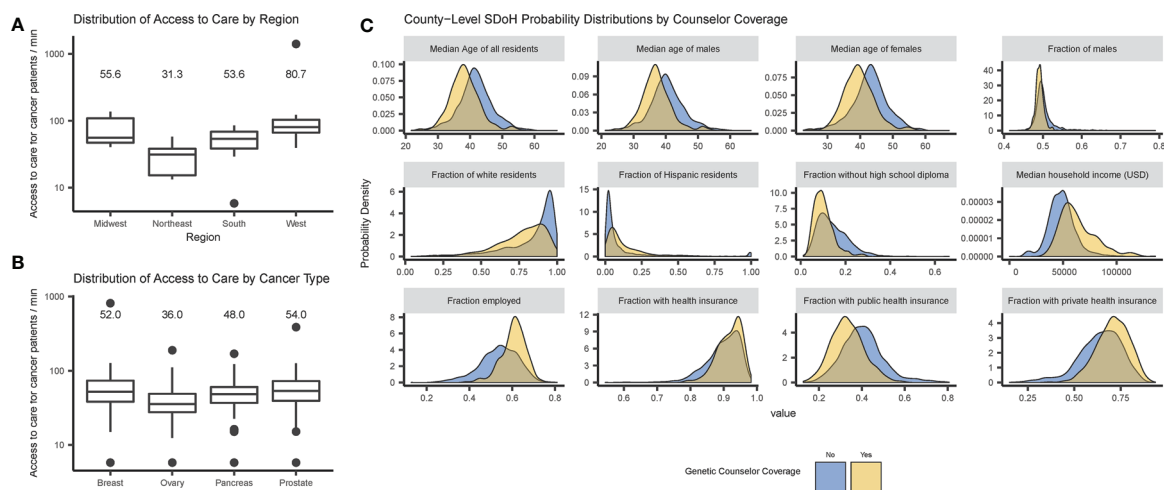 A
Distribution of Access to Care by Region
Access to care for cancer patients / min
1000
100
10
55.6
31.3
53.6
80.7
Midwest
Northeast
South
West
Region
B
Distribution of Access to Care by Cancer Type
Access to care for cancer patients / min
1000
100
10
52.0
36.0
48.0
54.0
Breast
Ovary
Pancreas
Prostate
C
County-Level SDoH Probability Distributions by Counselor Coverage
Probability Density
Median Age of all residents
0.100
0.075
0.050
0.025
0.000
20 30 40 50 60
Median age of males
0.09
0.06
0.03
0.00
20 30 40 50 60
Median age of females
0.075
0.050
0.025
0.000
20 30 40 50 60
Fraction of males
40
30
20
10
0
0.4 0.5 0.6 0.7 0.8
Fraction of white residents
6
4
2
0
0.00 0.25 0.50 0.75 1.00
Fraction of Hispanic residents
15
10
5
0
0.00 0.25 0.50 0.75 1.00
Fraction without high school diploma
10.0
7.5
5.0
2.5
0.0
0.0 0.2 0.4 0.6
Median household income (USD)
0.00003
0.00002
0.00001
0.00000
0 50000 100000
Fraction employed
8
6
4
2
0
0.2 0.4 0.6 0.8
Fraction with health insurance
12
9
6
3
0
0.6 0.7 0.8 0.9 1.0
Fraction with public health insurance
4
2
0
0.2 0.4 0.6 0.8
Fraction with private health insurance
4
3
2
1
0
0.25 0.50 0.75
value
Genetic Counselor Coverage
No
Yes